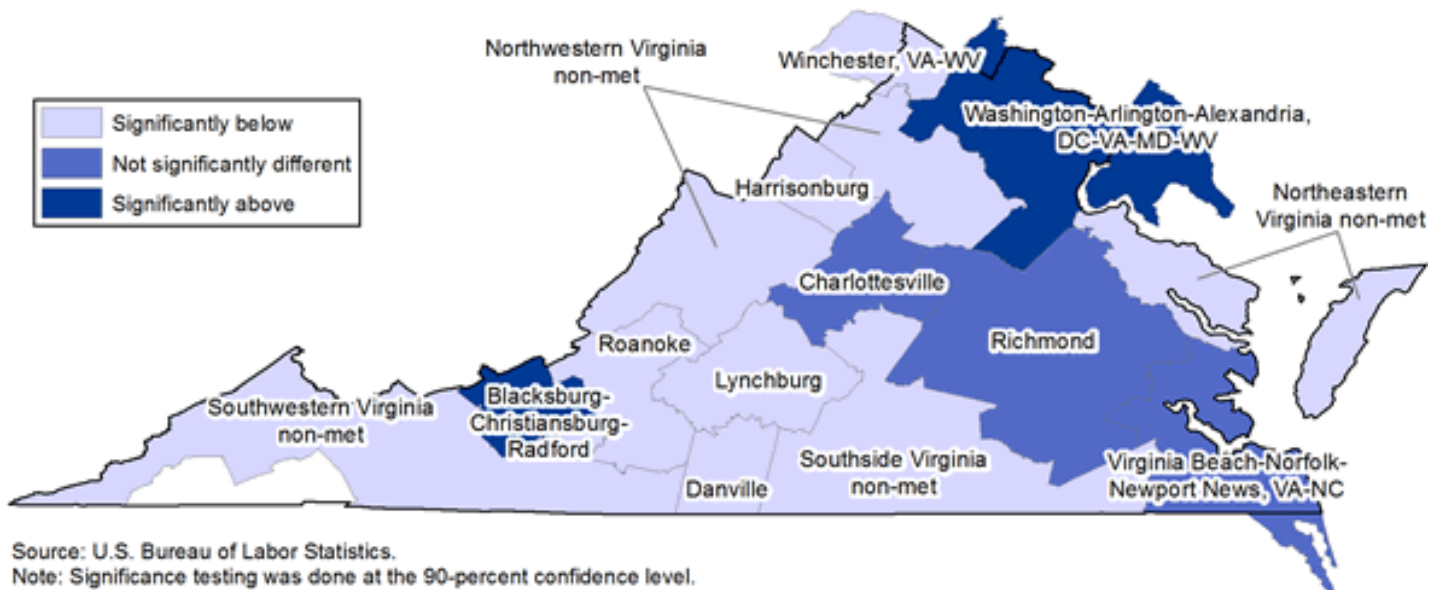 Northwestern Virginia
non-met
Winchester, VA-WV
Significantly below
Not significantly different
Significantly above
Washington-Arlington-Alexandria,
DC-VA-MD-WV
Harrisonburg
Northeastern
Virginia non-met
Charlottesville
Richmond
Roanoke
Lynchburg
Blacksburg-
Christiansburg-
Radford
Southwestern Virginia
non-met
Southside Virginia
non-met
Danville
Virginia Beach-Norfolk-
Newport News, VA-NC
Source: U.S. Bureau of Labor Statistics.
Note: Significance testing was done at the 90-percent confidence level.